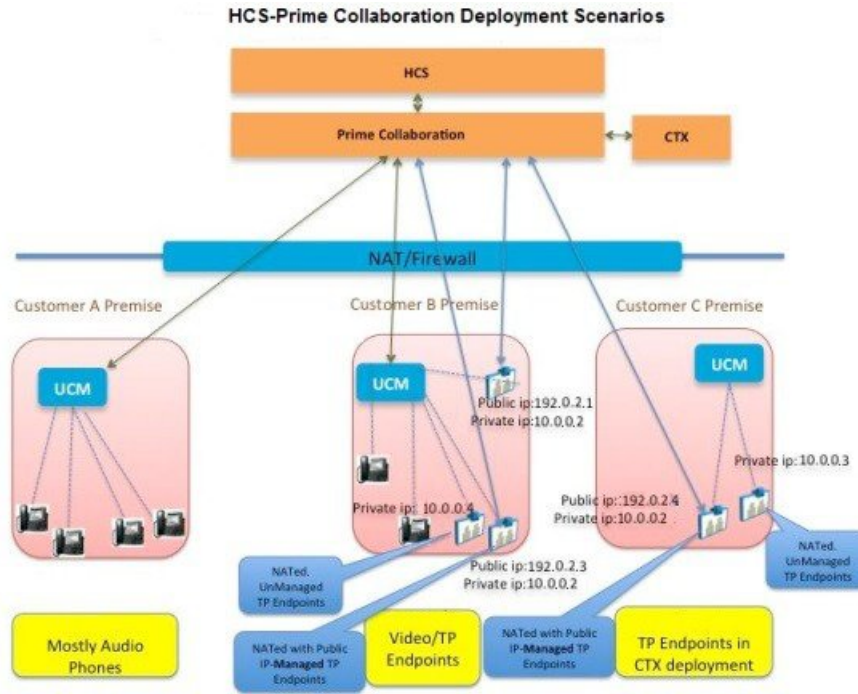 HCS-Prime Collaboration Deployment Scenarios
HCS
Prime Collaboration
CTX
NAT/Firewall
Customer A Premise
Customer B Premise
Customer C Premise
UCM
UCM
UCM
Public ip:192.0.2.1
Private ip:10.0.0.2
Private ip:10.0.0.3
Private ip: 10.0.0.4
Public ip:192.0.2.4
Private ip:10.0.0.2
Public ip:192.0.2.3
Private ip:10.0.0.2
NATed.
UnManaged
TP Endpoints
NATed.
UnManaged
TP Endpoints
NATed with Public
IP-Managed TP
Endpoints
NATed with Public
IP-Managed TP
Endpoints
Mostly Audio
Phones
Video/TP
Endpoints
TP Endpoints in
CTX deployment